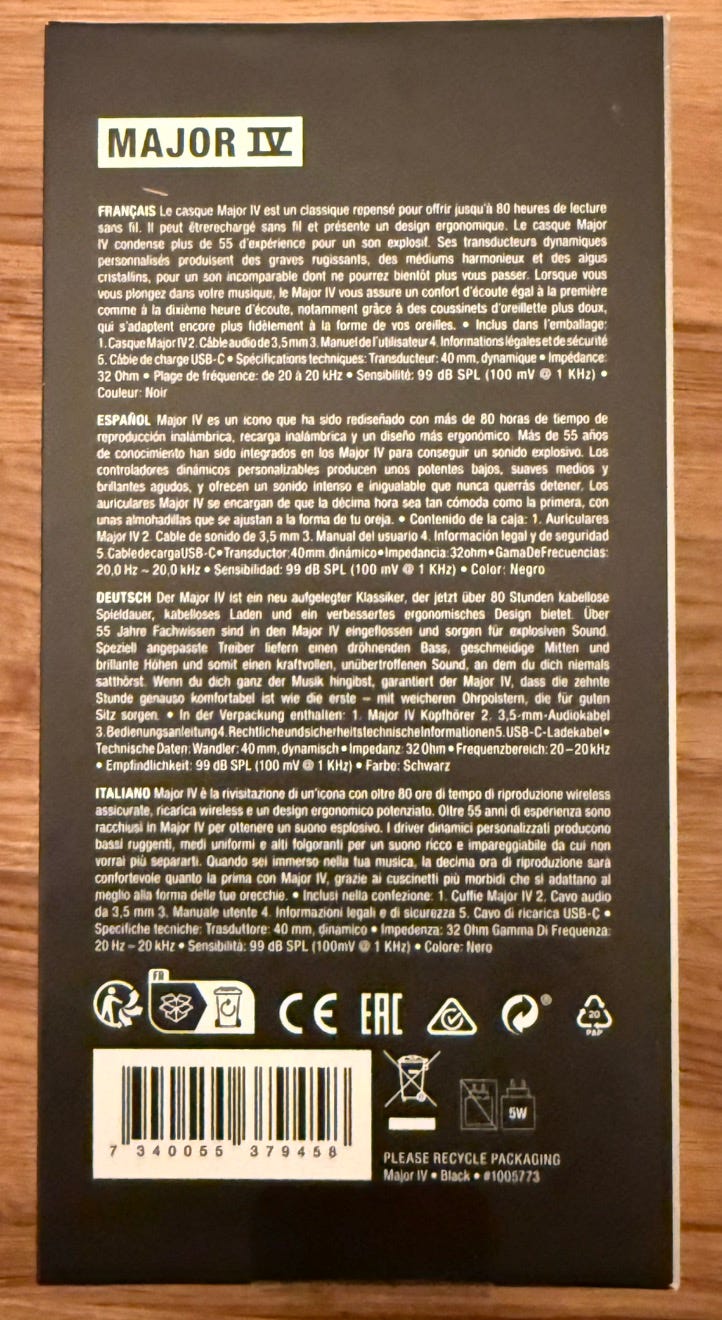 MAJOR IV
FRANÇAIS Le casque Major IV est un classique repensé pour offrir jusqu'à 80 heures de lecture
sans fil. Il peut êtrerechargé sans fil et présente un design ergonomique. Le casque Major
IV condense plus de 55 d'expérience pour un son explosif. Ses transducteurs dynamiques
personnalisés produisent des graves rugissants, des médiums harmonieux et des aigus
cristallins, pour un son incomparable dont ne pourrez bientôt plus vous passer. Lorsque vous
vous plongez dans votre musique, le Major IV vous assure un confort d'écoute égal à la première
comme à la dixième heure d'écoute, notamment grâce à des coussinets d'oreillette plus doux,
qui s'adaptent encore plus fidèlement à la forme de vos oreilles. • Inclus dans l'emballage:
1. Casque Major IV 2. Câble audio de 3,5 mm 3. Manuel de l'utilisateur 4. Informations légales et de sécurité
5. Câble de charge USB-C • Spécifications techniques: Transducteur: 40 mm, dynamique • Impédance:
32 Ohm • Plage de fréquence: de 20 à 20 kHz • Sensibilité: 99 dB SPL (100 mV @ 1 KHz) •
Couleur: Noir
ESPAÑOL Major IV es un icono que ha sido rediseñado con más de 80 horas de tiempo de
reproducción inalámbrica, recarga inalámbrica y un diseño más ergonómico. Más de 55 años
de conocimiento han sido integrados en los Major IV para conseguir un sonido explosivo. Los
controladores dinámicos personalizables producen unos potentes bajos, suaves medios y
brillantes agudos, y ofrecen un sonido intenso e inigualable que nunca querrás detener. Los
auriculares Major IV se encargan de que la décima hora sea tan cómoda como la primera, con
unas almohadillas que se ajustan a la forma de tu oreja. • Contenido de la caja: 1. Auriculares
Major IV 2. Cable de sonido de 3,5 mm 3. Manual del usuario 4. Información legal y de seguridad
5. Cable de carga USB-C • Transductor: 40 mm dinámico • Impedancia: 32 ohm • Gama De Frecuencias:
20,0 Hz – 20,0 kHz • Sensibilidad: 99 dB SPL (100 mV @ 1 KHz) • Color: Negro
DEUTSCH Der Major IV ist ein neu aufgelegter Klassiker, der jetzt über 80 Stunden kabellose
Spieldauer, kabelloses Laden und ein verbessertes ergonomisches Design bietet. Über
55 Jahre Fachwissen sind in den Major IV eingeflossen und sorgen für explosiven Sound.
Speziell angepasste Treiber liefern einen dröhnenden Bass, geschmeidige Mitten und
brillante Höhen und somit einen kraftvollen, unübertroffenen Sound, an dem du dich niemals
satthörst. Wenn du dich ganz der Musik hingibst, garantiert der Major IV, dass die zehnte
Stunde genauso komfortabel ist wie die erste – mit weicheren Ohrpolstern, die für guten
Sitz sorgen. • In der Verpackung enthalten: 1. Major IV Kopfhörer 2. 3,5-mm-Audiokabel
3. Bedienungsanleitung 4. Rechtliche und sicherheitstechnische Informationen 5. USB-C-Ladekabel •
Technische Daten: Wandler: 40 mm, dynamisch • Impedanz: 32 Ohm • Frequenzbereich: 20–20 kHz
• Empfindlichkeit: 99 dB SPL (100 mV @ 1 KHz) • Farbe: Schwarz
ITALIANO Major IV è la rivisitazione di un'icona con oltre 80 ore di tempo di riproduzione wireless
assicurate, ricarica wireless e un design ergonomico potenziato. Oltre 55 anni di esperienza sono
racchiusi in Major IV per ottenere un suono esplosivo. I driver dinamici personalizzati producono
bassi ruggenti, medi uniformi e alti folgoranti per un suono ricco e impareggiabile da cui non
vorrai più separarti. Quando sei immerso nella tua musica, la decima ora di riproduzione sarà
confortevole quanto la prima con Major IV, grazie ai cuscinetti più morbidi che si adattano al
meglio alla forma delle tue orecchie. • Inclusi nella confezione: 1. Cuffie Major IV 2. Cavo audio
da 3,5 mm 3. Manuale utente 4. Informazioni legali e di sicurezza 5. Cavo di ricarica USB-C •
Specifiche tecniche: Trasduttore: 40 mm, dinamico • Impedenza: 32 Ohm Gamma Di Frequenza:
20 Hz – 20 kHz • Sensibilità: 99 dB SPL (100mV @ 1 KHz) • Colore: Nero
FR
CE EAC ® 20
PAP
5W
7 340055 379458
PLEASE RECYCLE PACKAGING
Major IV • Black • #1005773